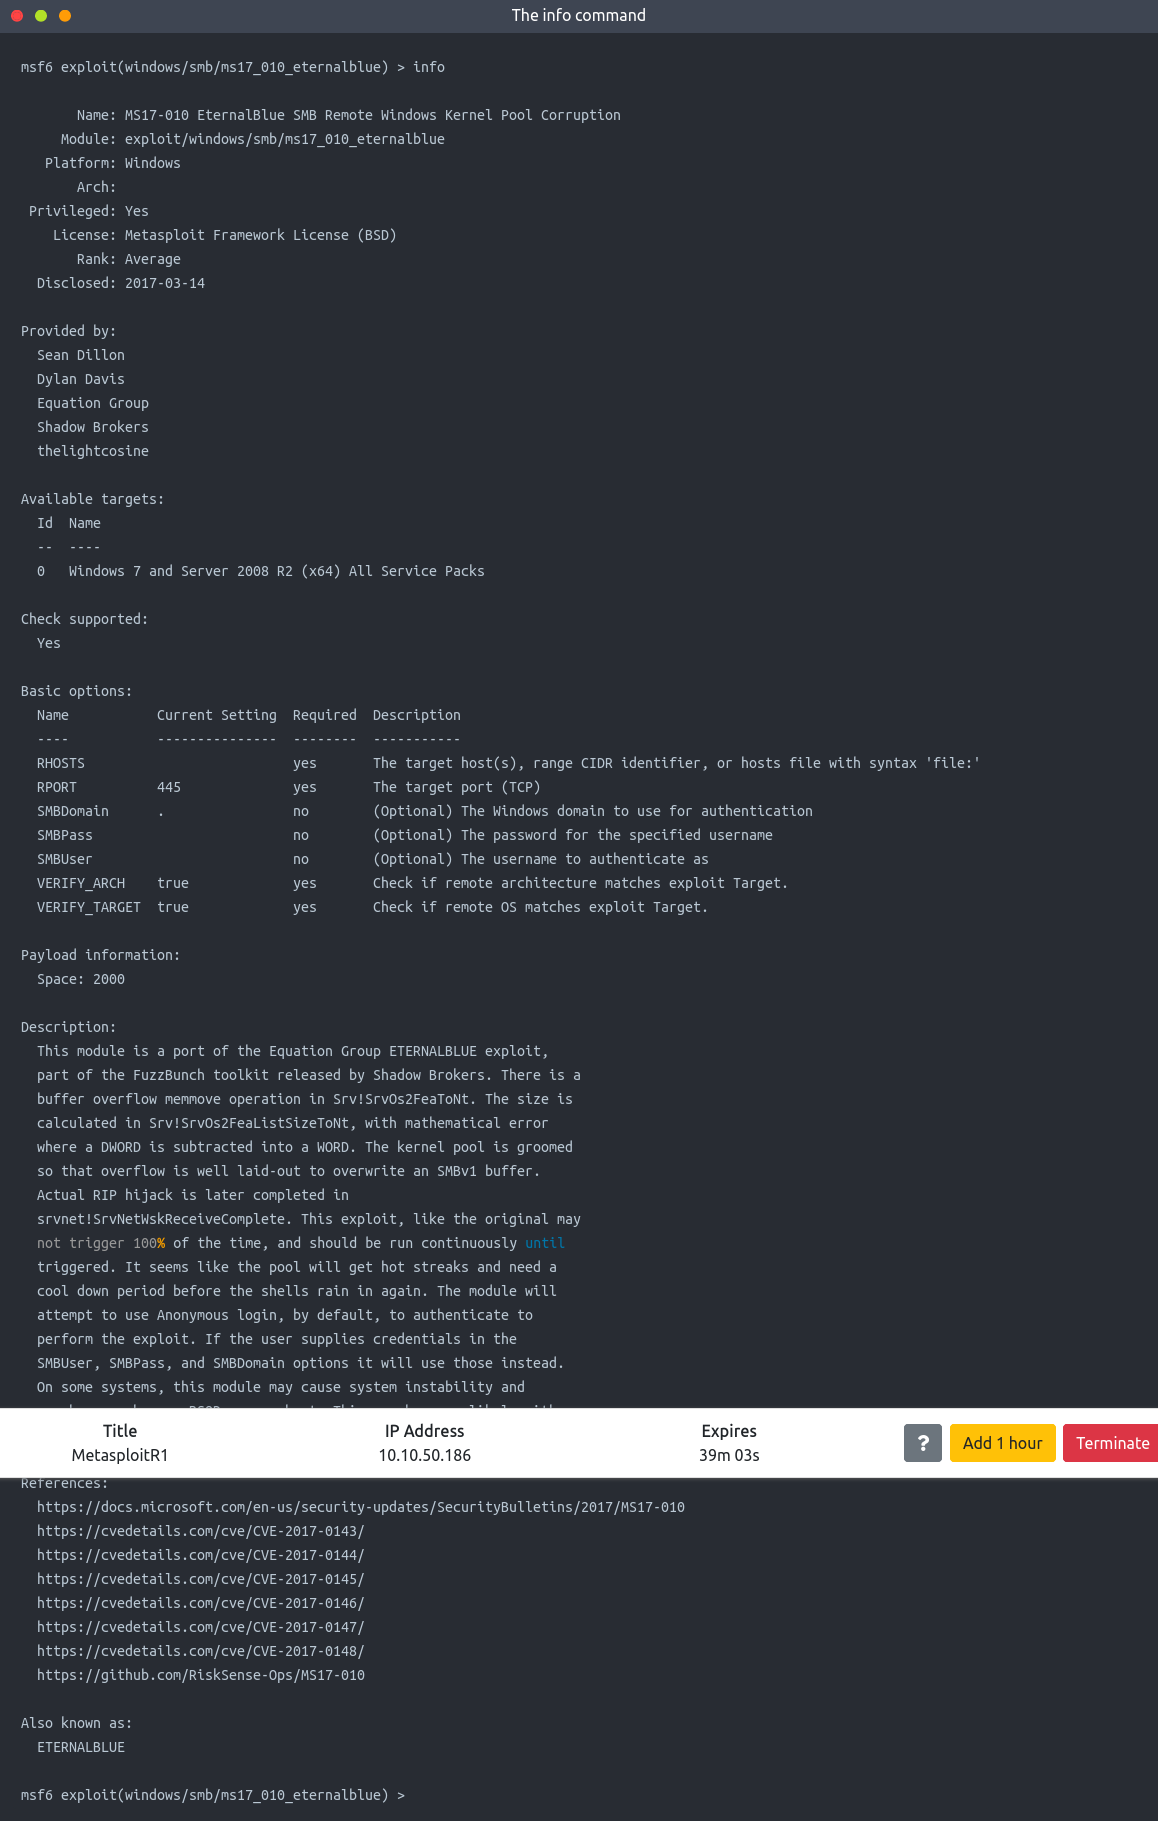 The info command
msf6 exploit(windows/smb/ms17_010_eternalblue) > info
Name: MS17-010 EternalBlue SMB Remote Windows Kernel Pool Corruption
Module: exploit/windows/smb/ms17_010_eternalblue
Platform: Windows
Arch:
Privileged: Yes
License: Metasploit Framework License (BSD)
Rank: Average
Disclosed: 2017-03-14
Provided by:
Sean Dillon
Dylan Davis
Equation Group
Shadow Brokers
thelightcosine
Available targets:
Id  Name
--  ----
0   Windows 7 and Server 2008 R2 (x64) All Service Packs
Check supported:
Yes
Basic options:
Name           Current Setting  Required  Description
----           ---------------  --------  -----------
RHOSTS                          yes       The target host(s), range CIDR identifier, or hosts file with syntax 'file:'
RPORT          445              yes       The target port (TCP)
SMBDomain      .                no        (Optional) The Windows domain to use for authentication
SMBPass                         no        (Optional) The password for the specified username
SMBUser                         no        (Optional) The username to authenticate as
VERIFY_ARCH    true             yes       Check if remote architecture matches exploit Target.
VERIFY_TARGET  true             yes       Check if remote OS matches exploit Target.
Payload information:
Space: 2000
Description:
This module is a part of the Equation Group ETERNALBLUE exploit,
part of the FuzzBunch toolkit released by Shadow Brokers. There is a
buffer overflow memmove operation in Srv!SrvOs2FeaToNt. The size is
calculated in Srv!SrvOs2FeaListSizeToNt, with mathematical error
where a DWORD is subtracted into a WORD. The kernel pool is groomed
so that overflow is well laid-out to overwrite an SMBv1 buffer.
Actual RIP hijack is later completed in
srvnet!SrvNetWskReceiveComplete. This exploit, like the original may
not trigger 100% of the time, and should be run continuously until
triggered. It seems like the pool will get hot streaks and need a
cool down period before the shells rain in again. The module will
attempt to use Anonymous login, by default, to authenticate to
perform the exploit. If the user supplies credentials in the
SMBUser, SMBPass, and SMBDomain options it will use those instead.
On some systems, this module may cause system instability and
Title IP Address Expires
MetasploitR1 10.10.50.186 39m 03s
? Add 1 hour Terminate
References:
https://docs.microsoft.com/en-us/security-updates/SecurityBulletins/2017/MS17-010
https://cvedetails.com/cve/CVE-2017-0143/
https://cvedetails.com/cve/CVE-2017-0144/
https://cvedetails.com/cve/CVE-2017-0145/
https://cvedetails.com/cve/CVE-2017-0146/
https://cvedetails.com/cve/CVE-2017-0147/
https://cvedetails.com/cve/CVE-2017-0148/
https://github.com/RiskSense-Ops/MS17-010
Also known as:
ETERNALBLUE
msf6 exploit(windows/smb/ms17_010_eternalblue) >